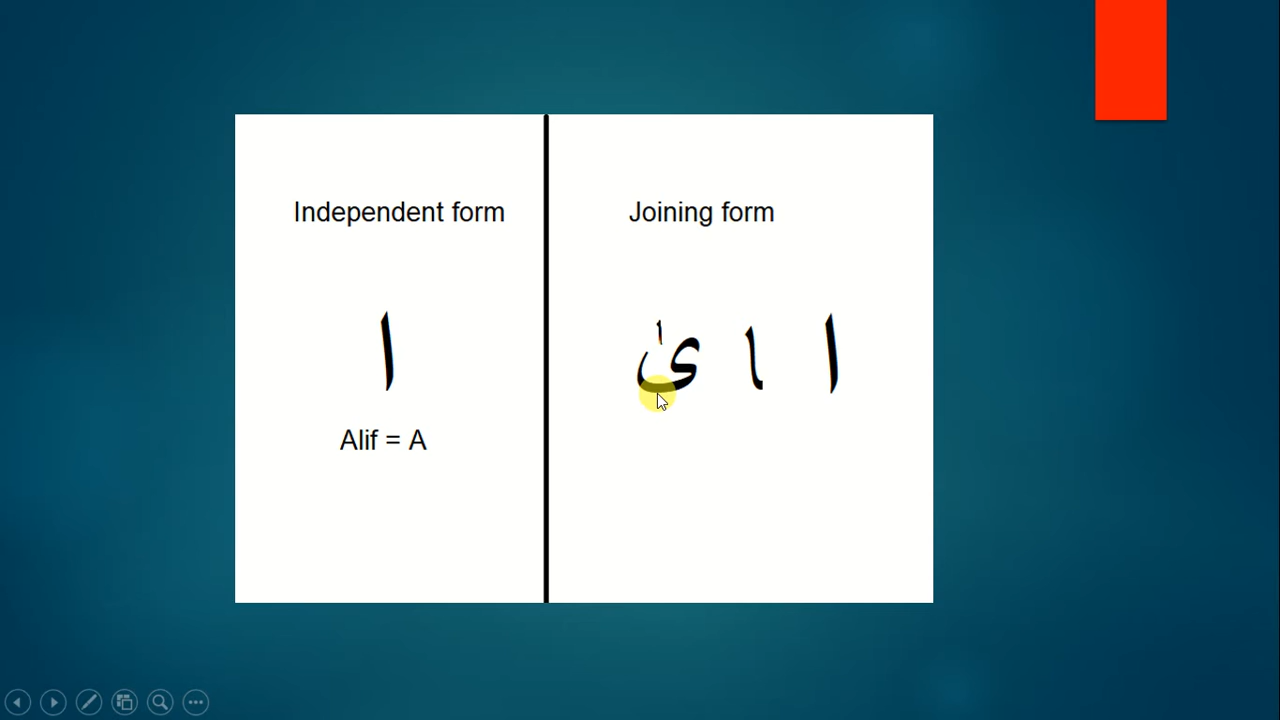 Independent form
Joining form
ا
ا ـا ىٰ
Alif = A